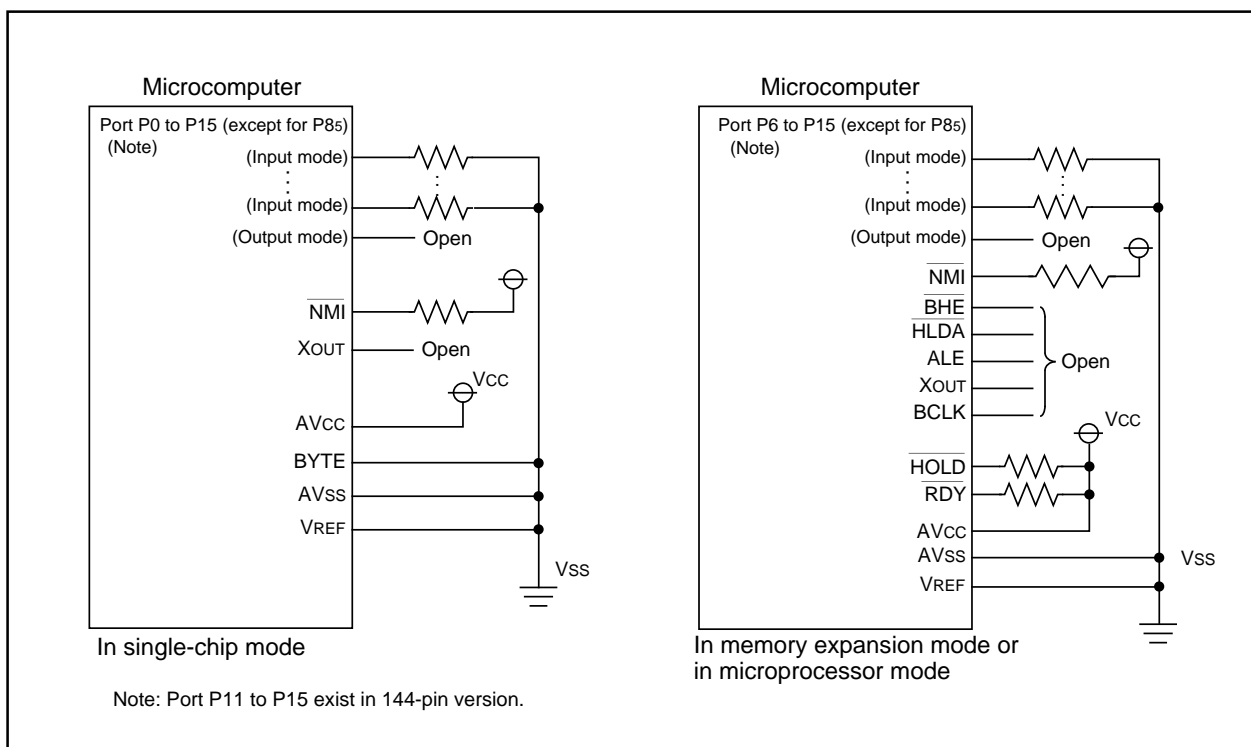 Microcomputer
Port P0 to P15 (except for P85)
(Note)
(Input mode)
(Input mode)
(Output mode)
Open
NMI
XOUT
Open
VCC
AVCC
BYTE
AVSS
VREF
VSS
In single-chip mode
Note: Port P11 to P15 exist in 144-pin version.
Microcomputer
Port P6 to P15 (except for P85)
(Note)
(Input mode)
(Input mode)
(Output mode)
Open
NMI
BHE
HLDA
ALE
Open
XOUT
BCLK
VCC
HOLD
RDY
AVCC
AVSS
VSS
VREF
In memory expansion mode or
in microprocessor mode